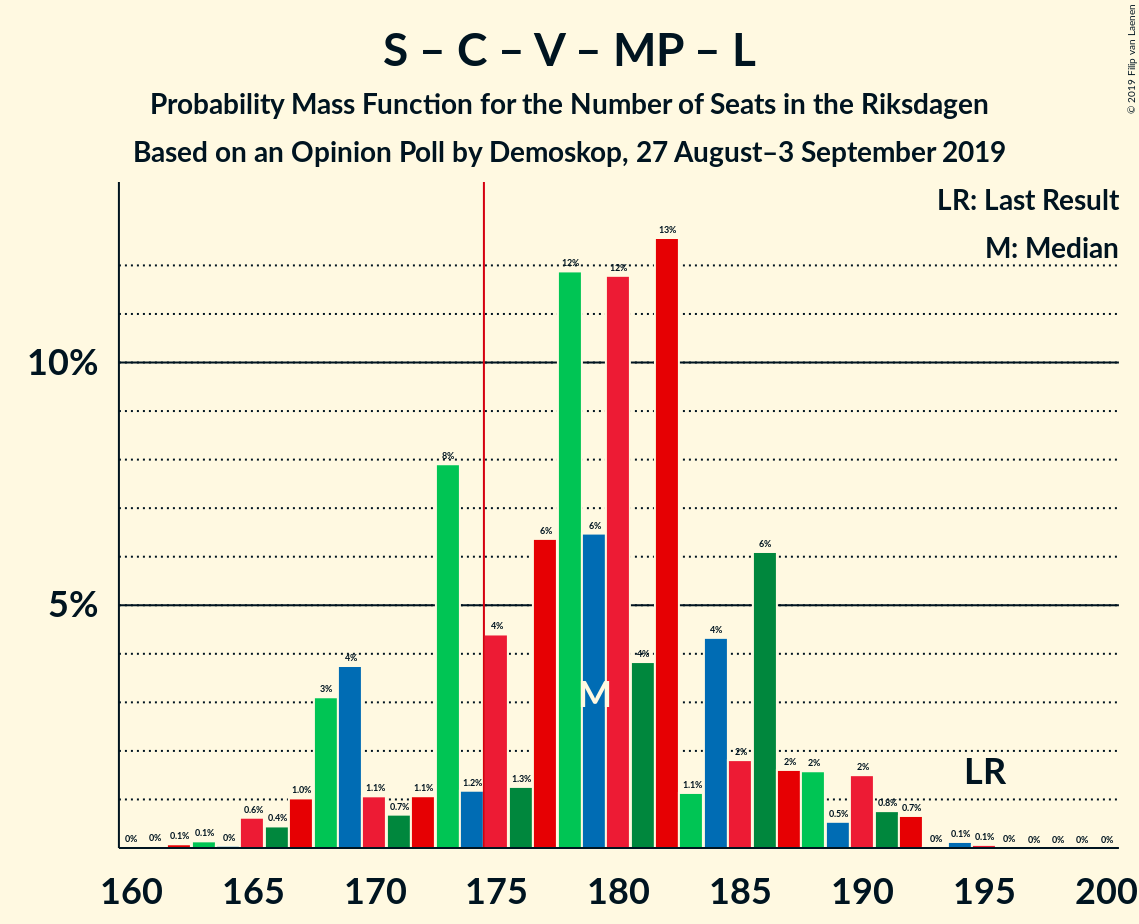 S – C – V – MP – L
Probability Mass Function for the Number of Seats in the Riksdagen
Based on an Opinion Poll by Demoskop, 27 August–3 September 2019
© 2019 Filip van Laenen
LR: Last Result
M: Median
10%
5%
0% 0% 0.1% 0.1% 0% 0.6% 0.4% 1.0% 3% 4% 1.1% 0.7% 1.1% 8% 1.2% 4% 1.3% 6% 12% 6% 12% 4% 13% 1.1% 4% 2% 6% 2% 2% 0.5% 2% 0.8% 0.7% 0% 0.1% 0.1% 0% 0% 0% 0% 0%
M
LR
160 165 170 175 180 185 190 195 200